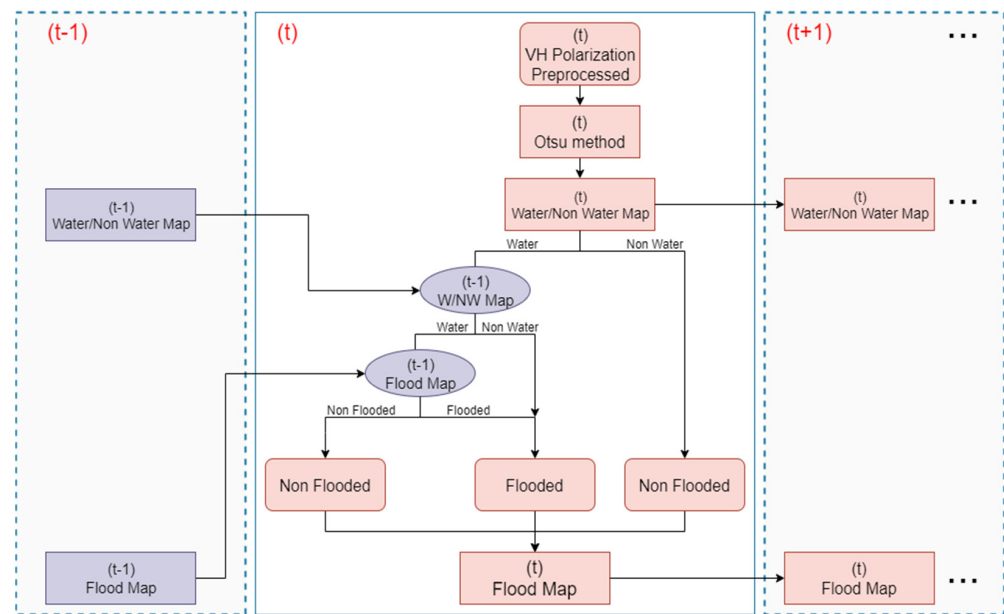 (t-1)
(t)
(t+1)
...
(t)
VH Polarization
Preprocessed
(t)
Otsu method
(t-1)
Water/Non Water Map
(t)
Water/Non Water Map
(t)
Water/Non Water Map
...
Water
Non Water
(t-1)
W/NW Map
Water
Non Water
(t-1)
Flood Map
Non Flooded
Flooded
Non Flooded
Flooded
Non Flooded
(t-1)
Flood Map
(t)
Flood Map
(t)
Flood Map
...